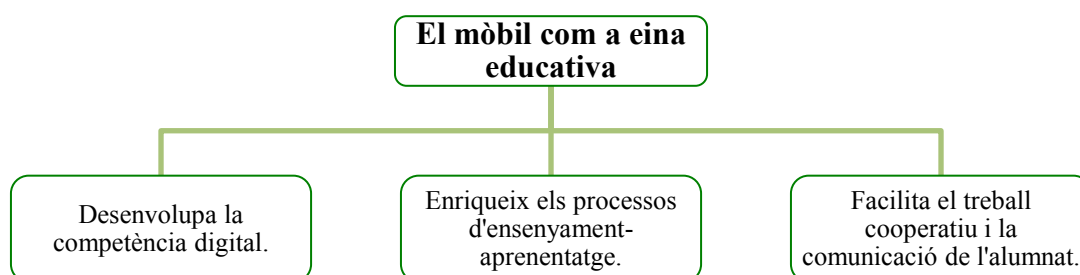 El mòbil com a eina
educativa
Desenvolupa la
competència digital.
Enriqueix els processos
d'ensenyament-
aprenentatge.
Facilita el treball
cooperatiu i la
comunicació de l'alumnat.